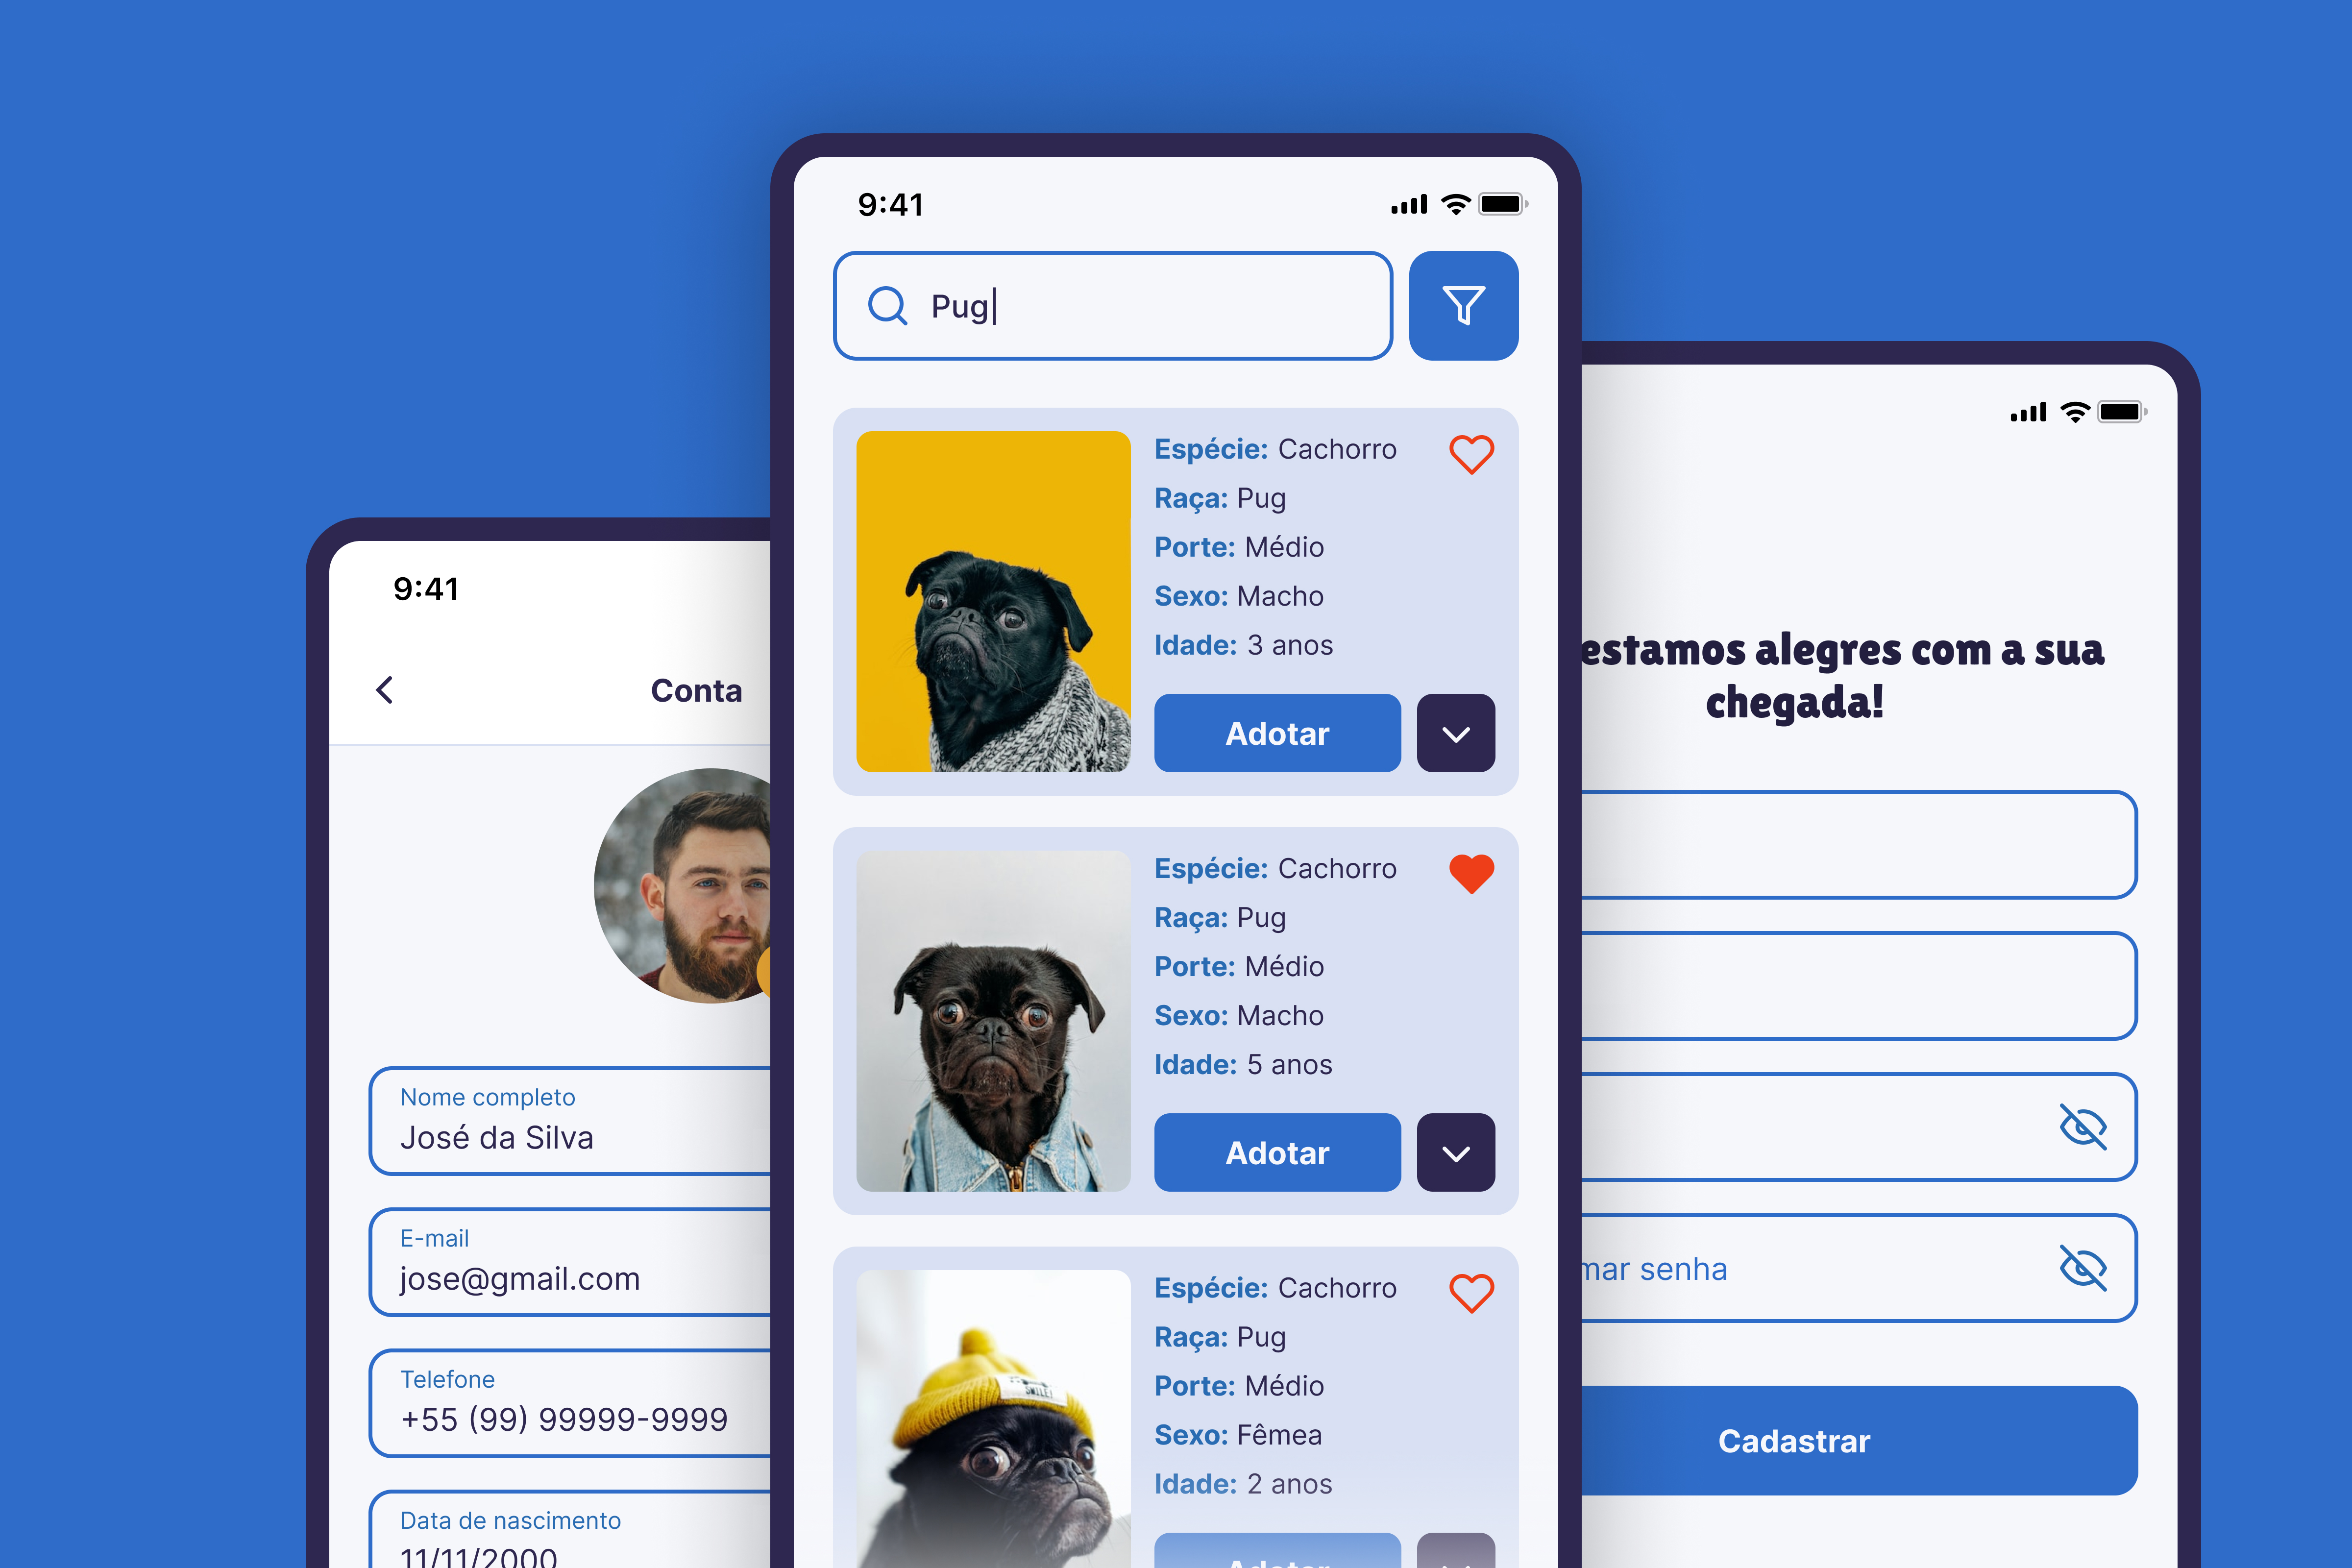 9:41
Conta
Nome completo
José da Silva
E-mail
jose@gmail.com
Telefone
+55 (99) 99999-9999
Data de nascimento
11/11/2000
9:41
Pug
Espécie: Cachorro
Raça: Pug
Porte: Médio
Sexo: Macho
Idade: 3 anos
Adotar
Espécie: Cachorro
Raça: Pug
Porte: Médio
Sexo: Macho
Idade: 5 anos
Adotar
SMILE!
Espécie: Cachorro
Raça: Pug
Porte: Médio
Sexo: Fêmea
Idade: 2 anos
Adotar
estamos alegres com a sua
chegada!
mar senha
Cadastrar